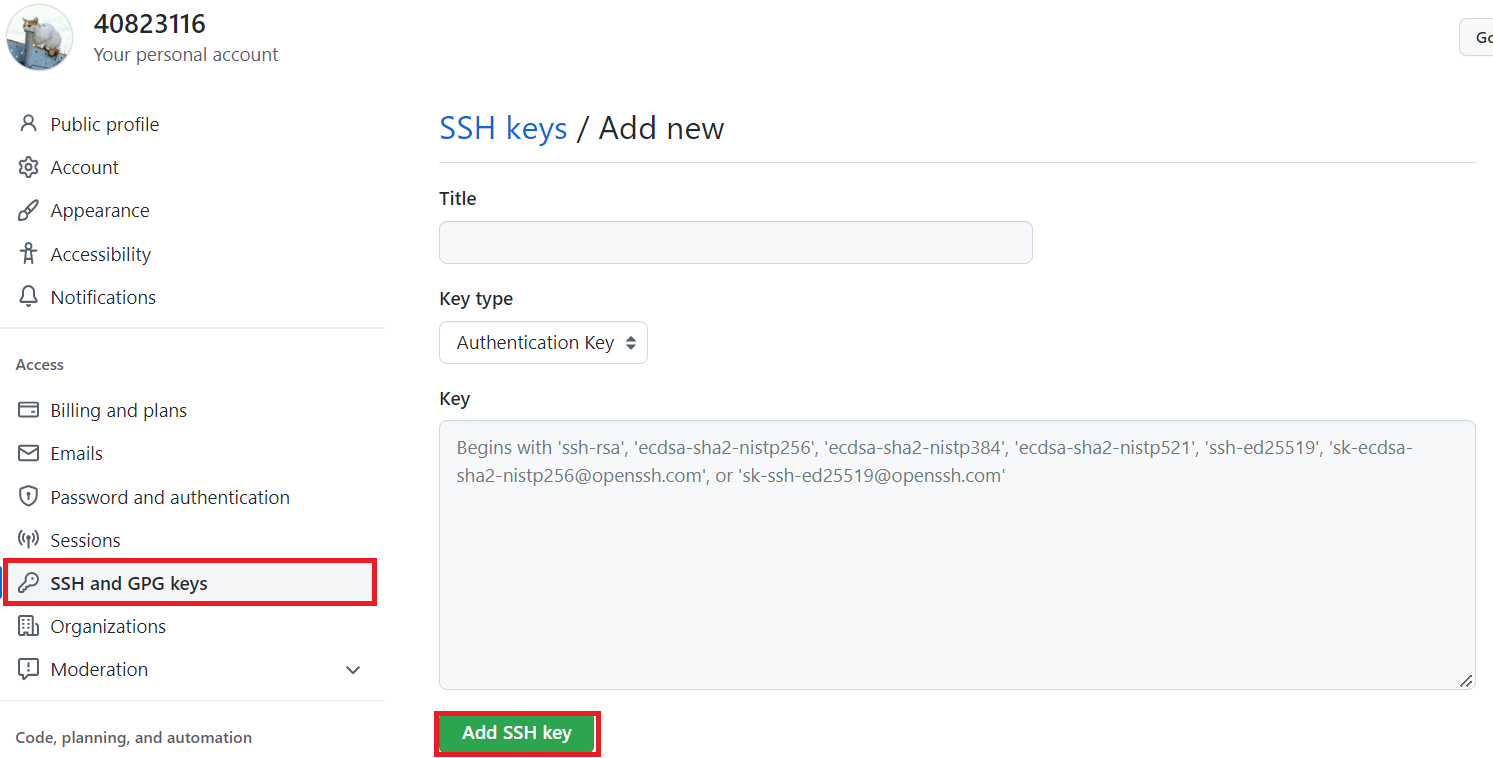 40823116
Your personal account
Public profile
Account
Appearance
Accessibility
Notifications
Access
Billing and plans
Emails
Password and authentication
Sessions
SSH and GPG keys
Organizations
Moderation
Code, planning, and automation
Go
SSH keys / Add new
Title
Key type
Authentication Key
Key
Begins with 'ssh-rsa', 'ecdsa-sha2-nistp256', 'ecdsa-sha2-nistp384', 'ecdsa-sha2-nistp521', 'ssh-ed25519', 'sk-ecdsa-
sha2-nistp256@openssh.com', or 'sk-ssh-ed25519@openssh.com'
Add SSH key